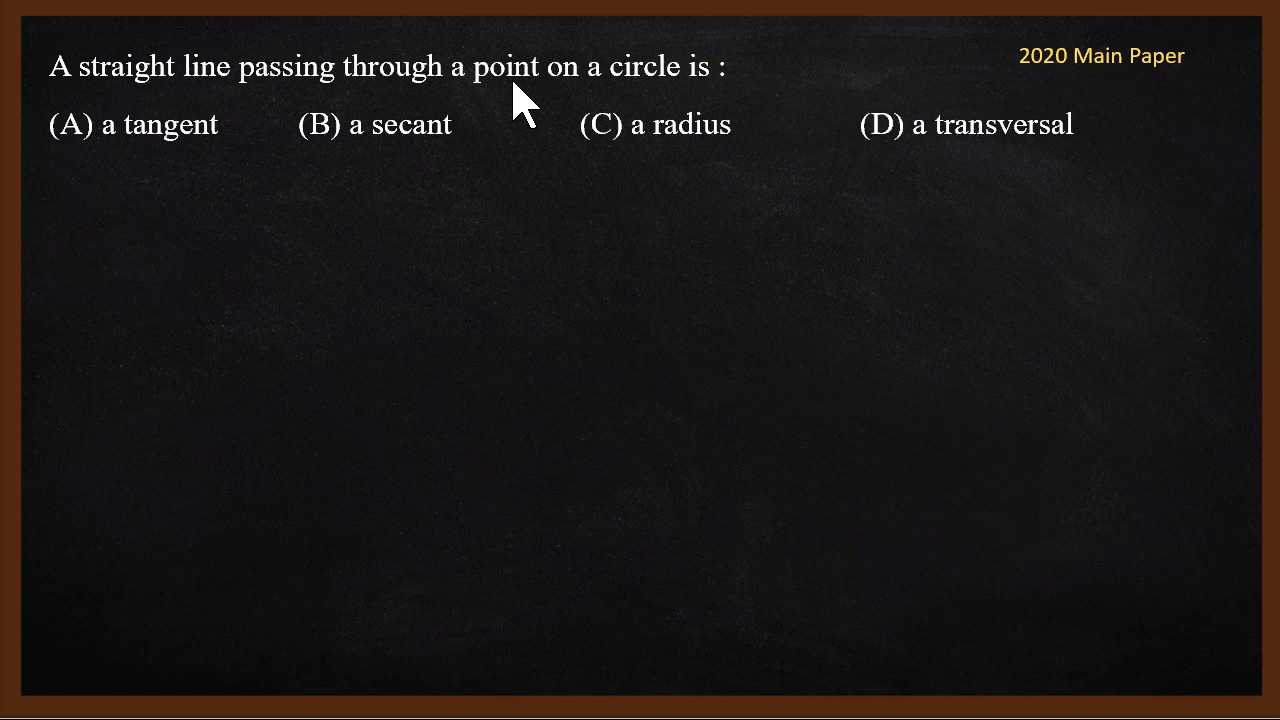 A straight line passing through a point on a circle is :
2020 Main Paper
(A) a tangent (B) a secant (C) a radius (D) a transversal